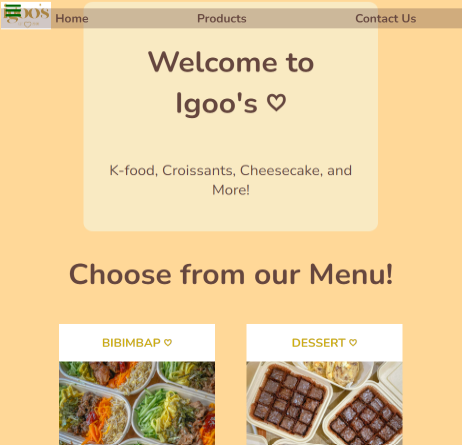 igoo's
Home Products Contact Us
Welcome to
Igoo's ♡
K-food, Croissants, Cheesecake, and
More!
Choose from our Menu!
BIBIMBAP ♡ DESSERT ♡